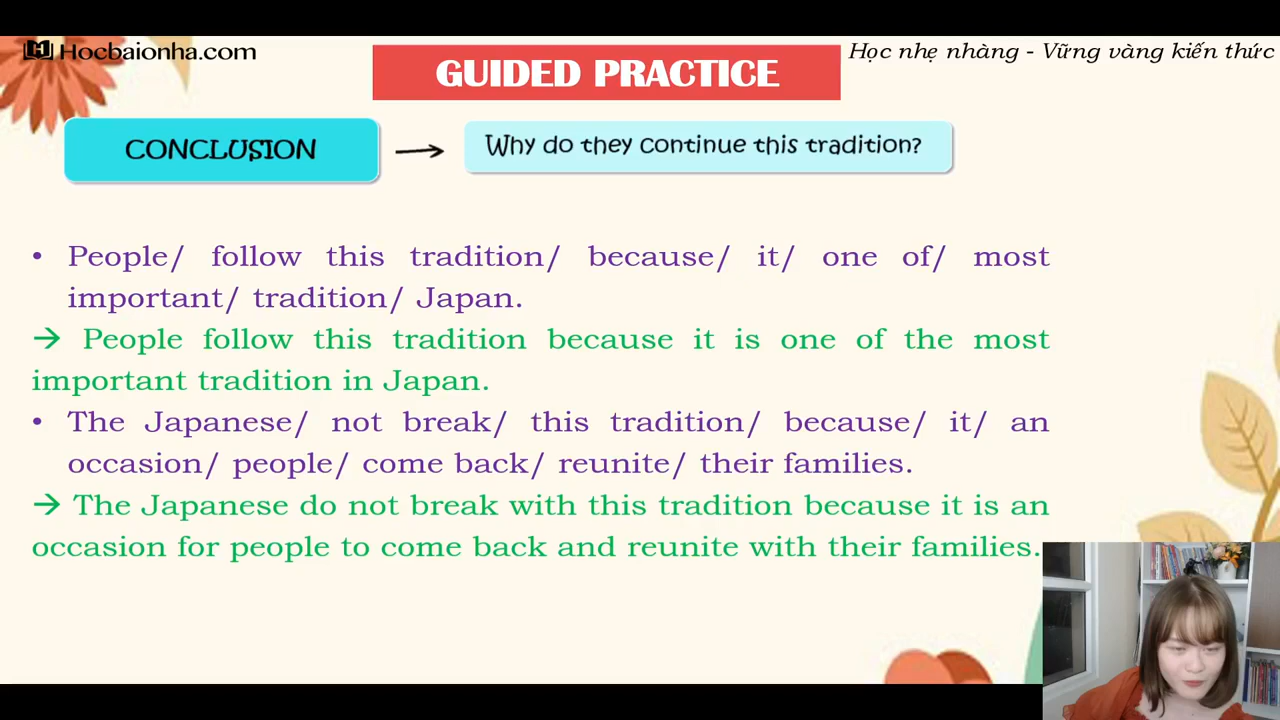 Hocbaionha.com
Học nhẹ nhàng - Vững vàng kiến thức
GUIDED PRACTICE
CONCLUSION
Why do they continue this tradition?
• People/ follow this tradition/ because/ it/ one of/ most
important/ tradition/ Japan.
→ People follow this tradition because it is one of the most
important tradition in Japan.
• The Japanese/ not break/ this tradition/ because/ it/ an
occasion/ people/ come back/ reunite/ their families.
→ The Japanese do not break with this tradition because it is an
occasion for people to come back and reunite with their families.